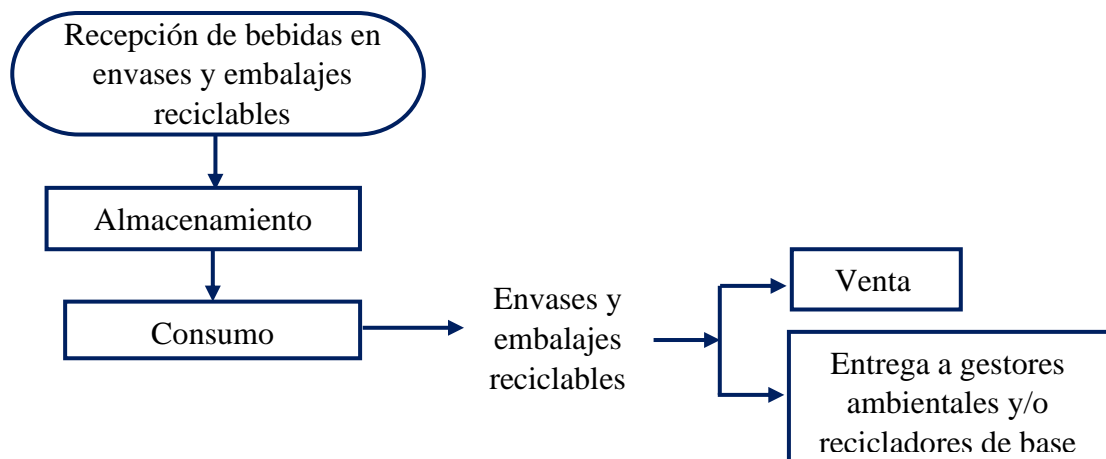 Recepción de bebidas en
envases y embalajes
reciclables
Almacenamiento
Consumo
Envases y
embalajes
reciclables
Venta
Entrega a gestores
ambientales y/o
recicladores de base